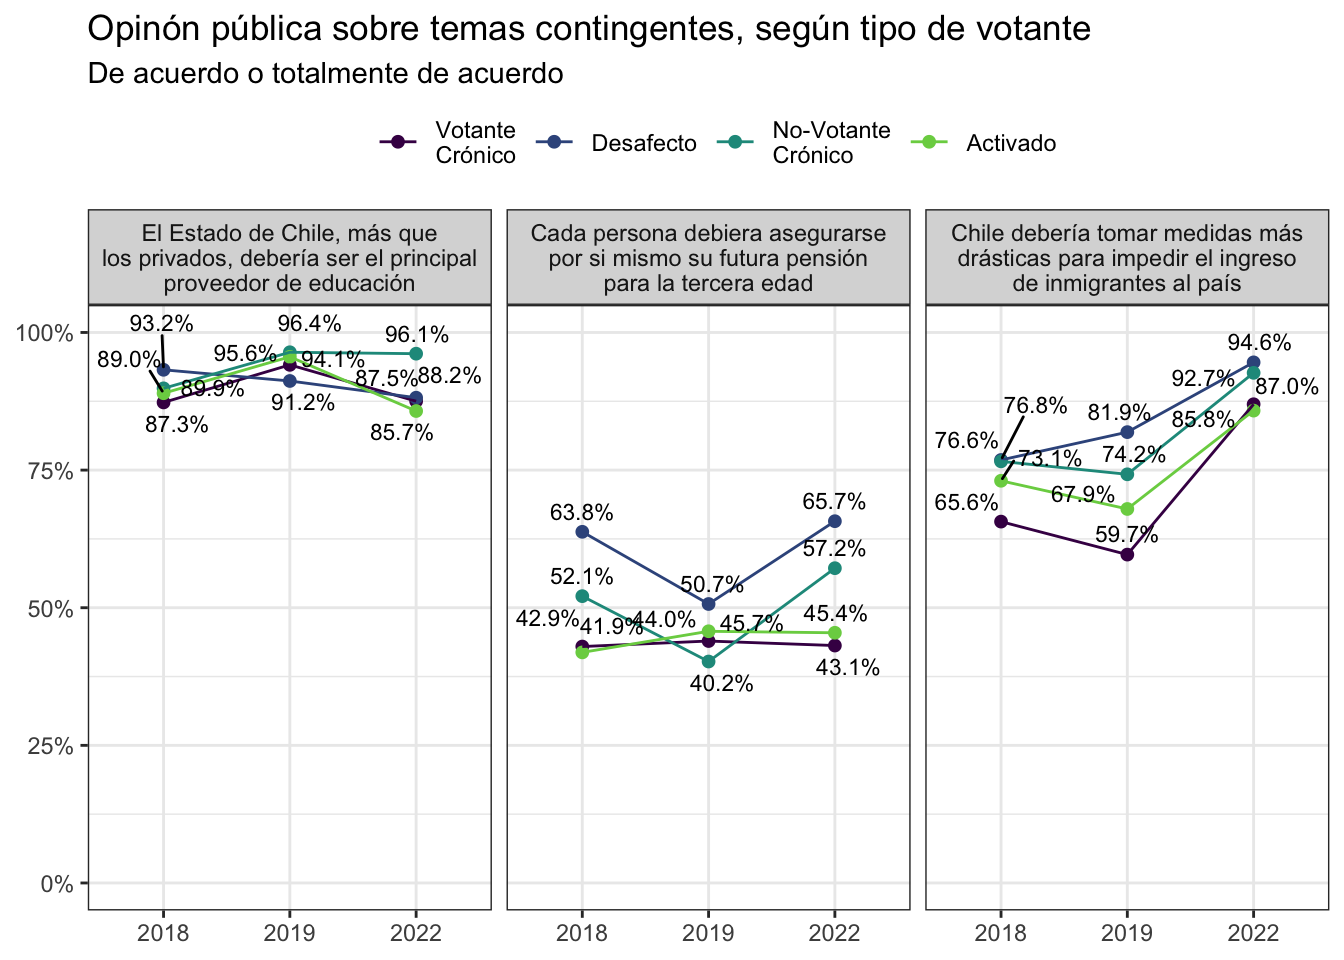 Opinón pública sobre temas contingentes, según tipo de votante
De acuerdo o totalmente de acuerdo
Votante
Crónico
Desafecto
No-Votante
Crónico
Activado
El Estado de Chile, más que
los privados, debería ser el principal
proveedor de educación
Cada persona debiera asegurarse
por si mismo su futura pensión
para la tercera edad
Chile debería tomar medidas más
drásticas para impedir el ingreso
de inmigrantes al país
100%
75%
50%
25%
0%
93.2%
96.4%
96.1%
89.0%
95.6%
94.1%
89.9%
87.5%
88.2%
87.3%
91.2%
85.7%
63.8%
65.7%
52.1%
50.7%
57.2%
42.9%
41.9%
44.0%
45.7%
45.4%
40.2%
43.1%
94.6%
92.7%
87.0%
76.8%
81.9%
85.8%
76.6%
73.1%
74.2%
65.6%
67.9%
59.7%
2018
2019
2022
2018
2019
2022
2018
2019
2022